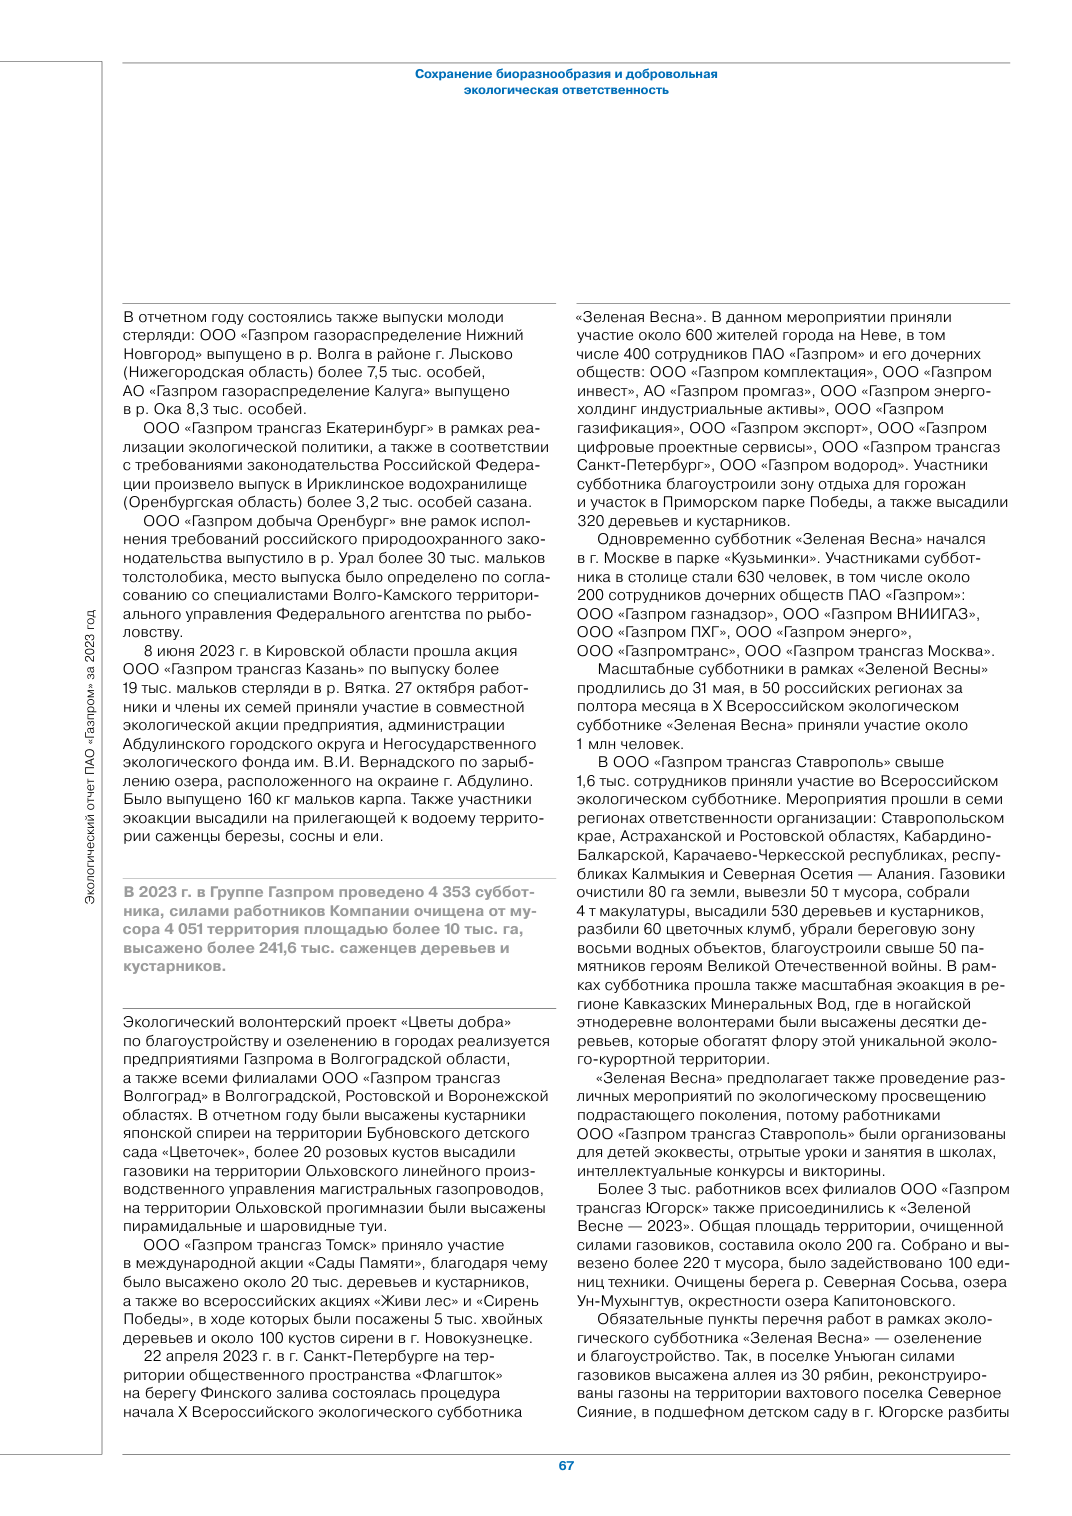 Сохранение биоразнообразия и добровольная
экологическая ответственность
Экологический отчет ПАО «Газпром» за 2023 год
В отчетном году состоялись также выпуски молоди
стерляди: ООО «Газпром газораспределение Нижний
Новгород» выпущено в р. Волга в районе г. Лысково
(Нижегородская область) более 7,5 тыс. особей,
АО «Газпром газораспределение Калуга» выпущено
в р. Ока 8,3 тыс. особей.
ООО «Газпром трансгаз Екатеринбург» в рамках реа-
лизации экологической политики, а также в соответствии
с требованиями законодательства Российской Федера-
ции произвело выпуск в Ириклинское водохранилище
(Оренбургская область) более 3,2 тыс. особей сазана.
ООО «Газпром добыча Оренбург» вне рамок испол-
нения требований российского природоохранного зако-
нодательства выпустило в р. Урал более 30 тыс. мальков
толстолобика, место выпуска было определено по согла-
сованию со специалистами Волго-Камского территори-
ального управления Федерального агентства по рыбо-
ловству.
8 июня 2023 г. в Кировской области прошла акция
ООО «Газпром трансгаз Казань» по выпуску более
19 тыс. мальков стерляди в р. Вятка. 27 октября работ-
ники и члены их семей приняли участие в совместной
экологической акции предприятия, администрации
Абдулинского городского округа и Негосударственного
экологического фонда им. В.И. Вернадского по зарыб-
лению озера, расположенного на окраине г. Абдулино.
Было выпущено 160 кг мальков карпа. Также участники
экоакции высадили на прилегающей к водоему террито-
рии саженцы березы, сосны и ели.
В 2023 г. в Группе Газпром проведено 4 353 суббот-
ника, силами работников Компании очищена от му-
сора 4 051 территория площадью более 10 тыс. га,
высажено более 241,6 тыс. саженцев деревьев и
кустарников.
Экологический волонтерский проект «Цветы добра»
по благоустройству и озеленению в городах реализуется
предприятиями Газпрома в Волгоградской области,
а также всеми филиалами ООО «Газпром трансгаз
Волгоград» в Волгоградской, Ростовской и Воронежской
областях. В отчетном году были высажены кустарники
японской спиреи на территории Бубновского детского
сада «Цветочек», более 20 розовых кустов высадили
газовики на территории Ольховского линейного произ-
водственного управления магистральных газопроводов,
на территории Ольховской прогимназии были высажены
пирамидальные и шаровидные туи.
ООО «Газпром трансгаз Томск» приняло участие
в международной акции «Сады Памяти», благодаря чему
было высажено около 20 тыс. деревьев и кустарников,
а также во всероссийских акциях «Живи лес» и «Сирень
Победы», в ходе которых были посажены 5 тыс. хвойных
деревьев и около 100 кустов сирени в г. Новокузнецке.
22 апреля 2023 г. в г. Санкт-Петербурге на тер-
ритории общественного пространства «Флагшток»
на берегу Финского залива состоялась процедура
начала X Всероссийского экологического субботника
«Зеленая Весна». В данном мероприятии приняли
участие около 600 жителей города на Неве, в том
числе 400 сотрудников ПАО «Газпром» и его дочерних
обществ: ООО «Газпром комплектация», ООО «Газпром
инвест», АО «Газпром промгаз», ООО «Газпром энерго-
холдинг индустриальные активы», ООО «Газпром
газификация», ООО «Газпром экспорт», ООО «Газпром
цифровые проектные сервисы», ООО «Газпром трансгаз
Санкт-Петербург», ООО «Газпром водород». Участники
субботника благоустроили зону отдыха для горожан
и участок в Приморском парке Победы, а также высадили
320 деревьев и кустарников.
Одновременно субботник «Зеленая Весна» начался
в г. Москве в парке «Кузьминки». Участниками суббот-
ника в столице стали 630 человек, в том числе около
200 сотрудников дочерних обществ ПАО «Газпром»:
ООО «Газпром газнадзор», ООО «Газпром ВНИИГАЗ»,
ООО «Газпром ПХГ», ООО «Газпром энерго»,
ООО «Газпромтранс», ООО «Газпром трансгаз Москва».
Масштабные субботники в рамках «Зеленой Весны»
продлились до 31 мая, в 50 российских регионах за
полтора месяца в X Всероссийском экологическом
субботнике «Зеленая Весна» приняли участие около
1 млн человек.
В ООО «Газпром трансгаз Ставрополь» свыше
1,6 тыс. сотрудников приняли участие во Всероссийском
экологическом субботнике. Мероприятия прошли в семи
регионах ответственности организации: Ставропольском
крае, Астраханской и Ростовской областях, Кабардино-
Балкарской, Карачаево-Черкесской республиках, респу-
бликах Калмыкия и Северная Осетия — Алания. Газовики
очистили 80 га земли, вывезли 50 т мусора, собрали
4 т макулатуры, высадили 530 деревьев и кустарников,
разбили 60 цветочных клумб, убрали береговую зону
восьми водных объектов, благоустроили свыше 50 па-
мятников героям Великой Отечественной войны. В рам-
ках субботника прошла также масштабная экоакция в ре-
гионе Кавказских Минеральных Вод, где в ногайской
этнодеревне волонтерами были высажены десятки де-
ревьев, которые обогатят флору этой уникальной эколо-
го-курортной территории.
«Зеленая Весна» предполагает также проведение раз-
личных мероприятий по экологическому просвещению
подрастающего поколения, потому работниками
ООО «Газпром трансгаз Ставрополь» были организованы
для детей экоквесты, отрытые уроки и занятия в школах,
интеллектуальные конкурсы и викторины.
Более 3 тыс. работников всех филиалов ООО «Газпром
трансгаз Югорск» также присоединились к «Зеленой
Весне — 2023». Общая площадь территории, очищенной
силами газовиков, составила около 200 га. Собрано и вы-
везено более 220 т мусора, было задействовано 100 еди-
ниц техники. Очищены берега р. Северная Сосьва, озера
Ун-Мухынгтув, окрестности озера Капитоновского.
Обязательные пункты перечня работ в рамках эколо-
гического субботника «Зеленая Весна» — озеленение
и благоустройство. Так, в поселке Унъюган силами
газовиков высажена аллея из 30 рябин, реконструиро-
ваны газоны на территории вахтового поселка Северное
Сияние, в подшефном детском саду в г. Югорске разбиты
67